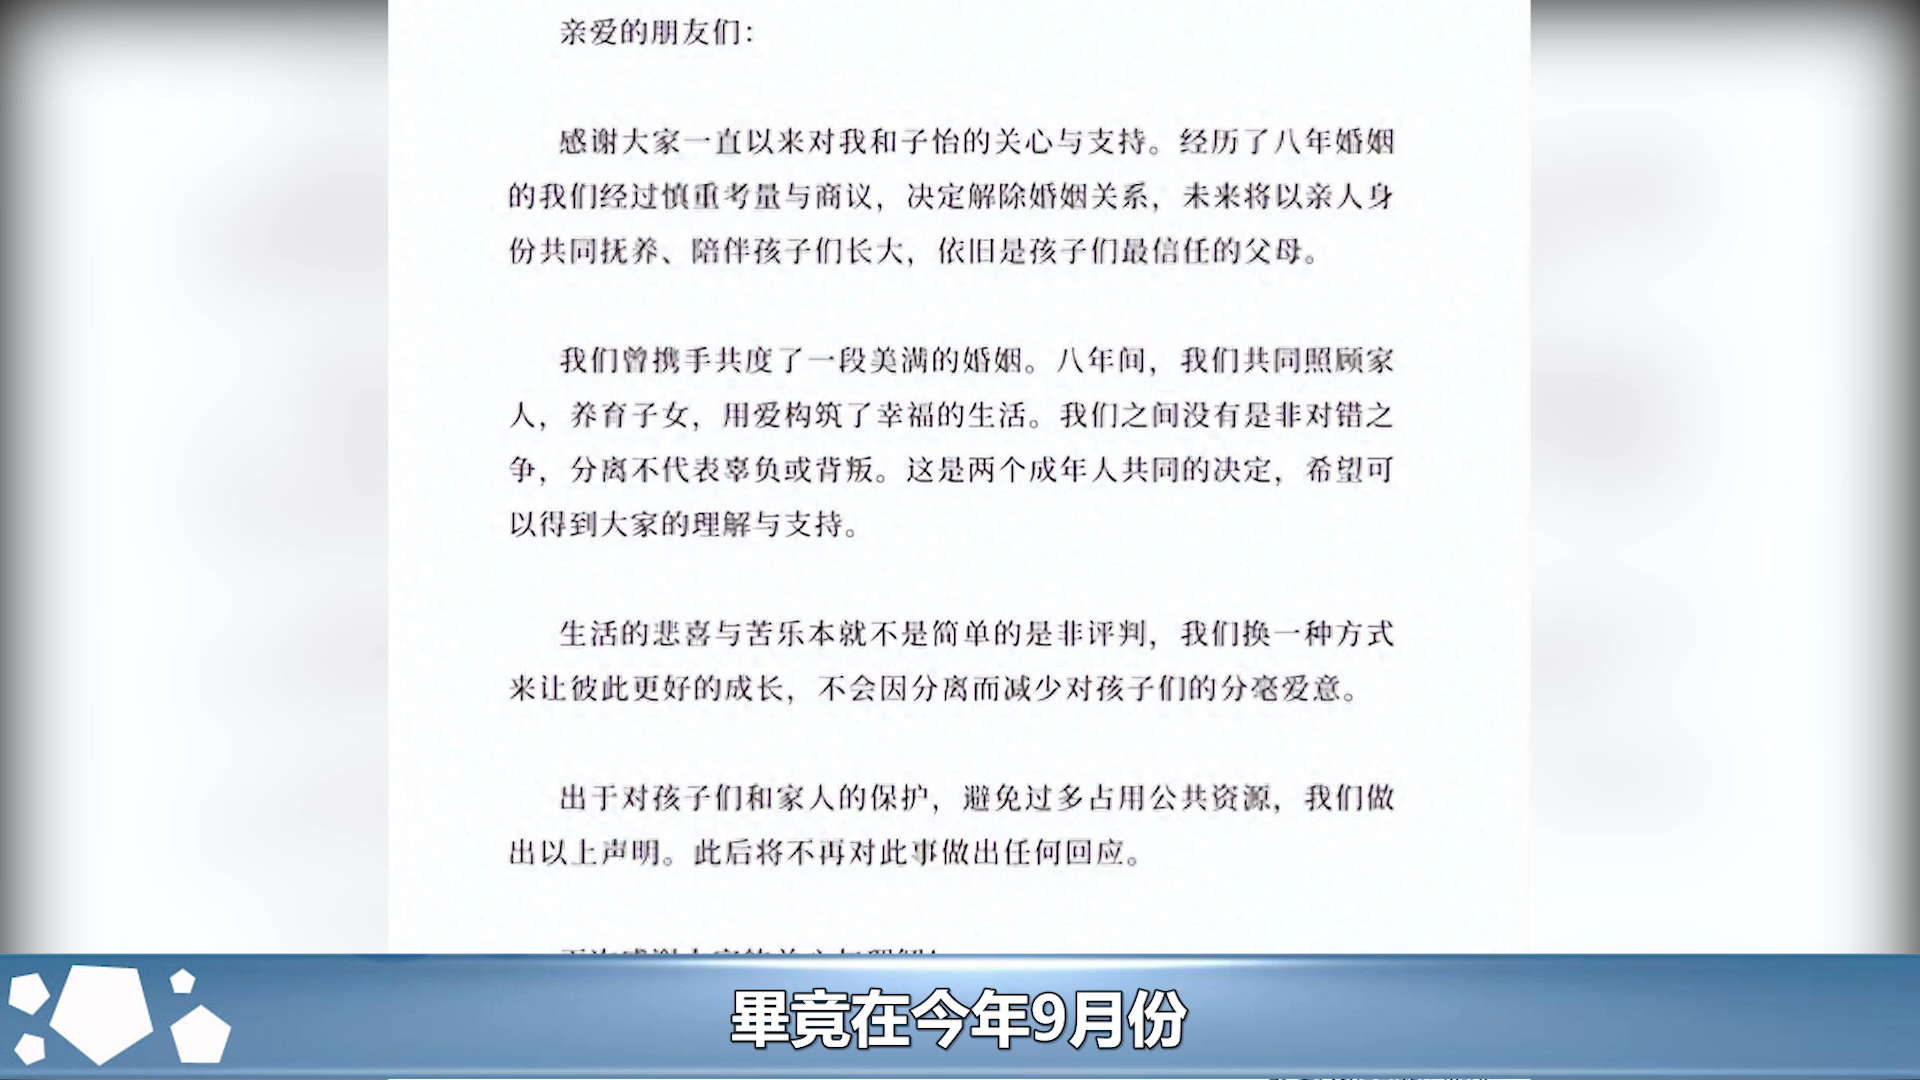 亲爱的朋友们：
感谢大家一直以来对我和子怡的关心与支持。经历了八年婚姻
的我们经过慎重考量与商议，决定解除婚姻关系，未来将以亲人身
份共同抚养、陪伴孩子们长大，依旧是孩子们最信任的父母。
我们曾携手共度了一段美满的婚姻。八年间，我们共同照顾家
人，养育子女，用爱构筑了幸福的生活。我们之间没有是非对错之
争，分离不代表辜负或背叛。这是两个成年人共同的决定，希望可
以得到大家的理解与支持。
生活的悲喜与苦乐本就不是简单的是非评判，我们换一种方式
来让彼此更好的成长，不会因分离而减少对孩子们的分毫爱意。
出于对孩子们和家人的保护，避免过多占用公共资源，我们做
出以上声明。此后将不再对此事做出任何回应。
畢竟在今年9月份